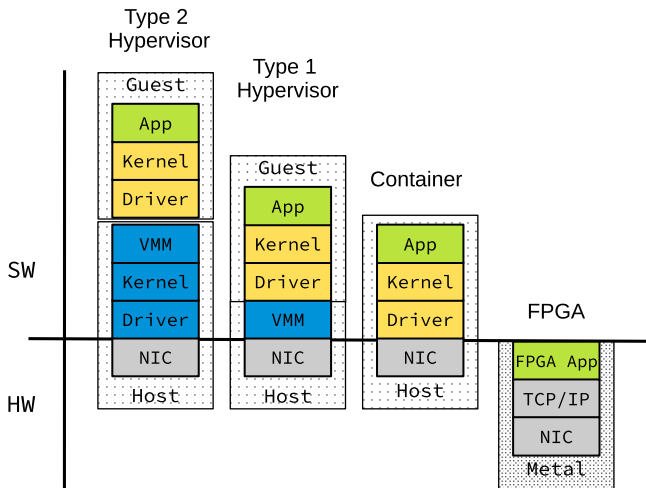 Type 2
Hypervisor
Guest
App
Kernel
Driver
VMM
Kernel
Driver
NIC
Host
Type 1
Hypervisor
Guest
App
Kernel
Driver
VMM
NIC
Host
Container
App
Kernel
Driver
NIC
Host
FPGA
FPGA App
TCP/IP
NIC
Metal
SW
HW